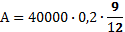 A = 40000 · 0,2 · 9/12